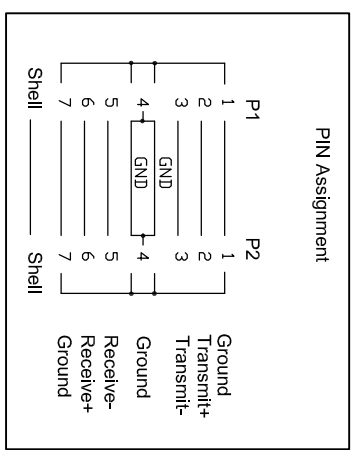 PIN Assignment
P1 P2
1 1 Ground
2 2 Transmit+
3 3 Transmit-
GND
4 4 Ground
GND
5 5 Receive-
6 6 Receive+
7 7 Ground
Shell Shell